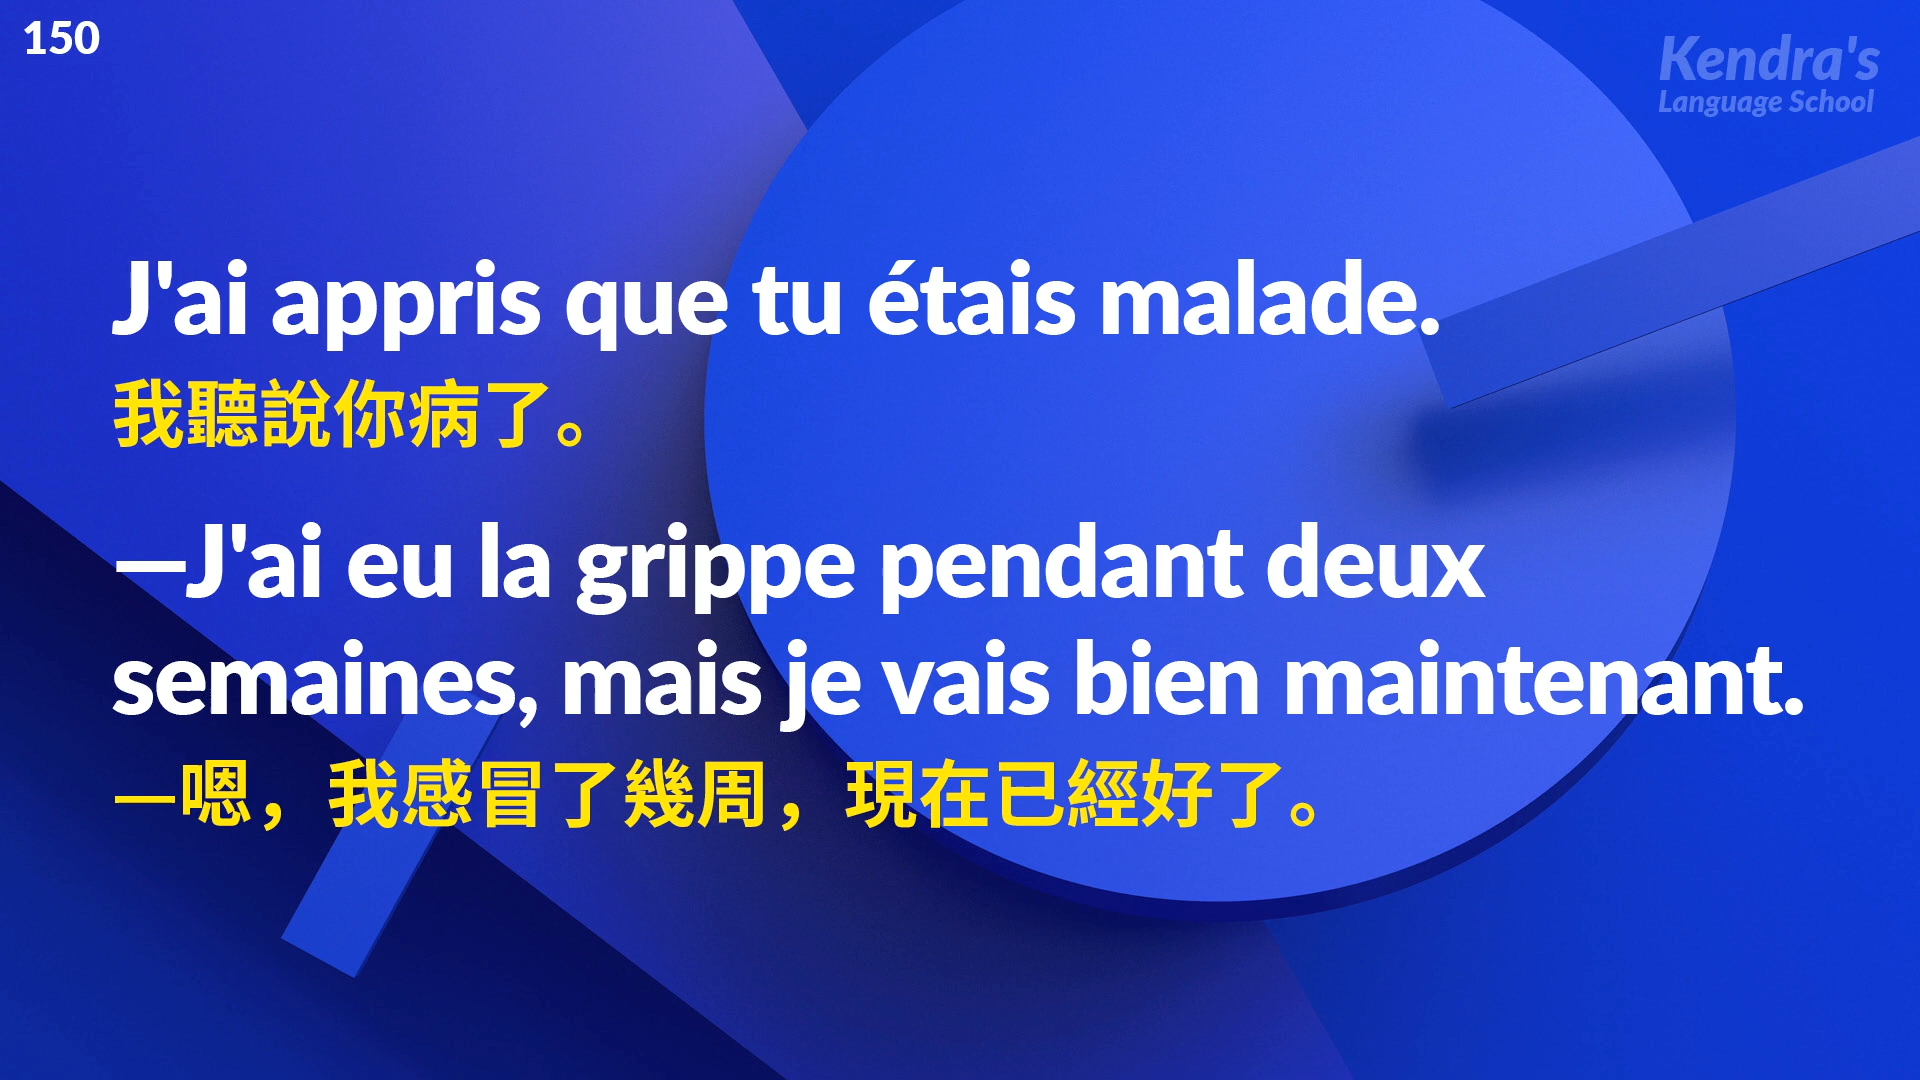 150
Kendra's
Language School
J'ai appris que tu étais malade.
我聽說你病了。
—J'ai eu la grippe pendant deux
semaines, mais je vais bien maintenant.
—嗯，我感冒了幾周，現在已經好了。